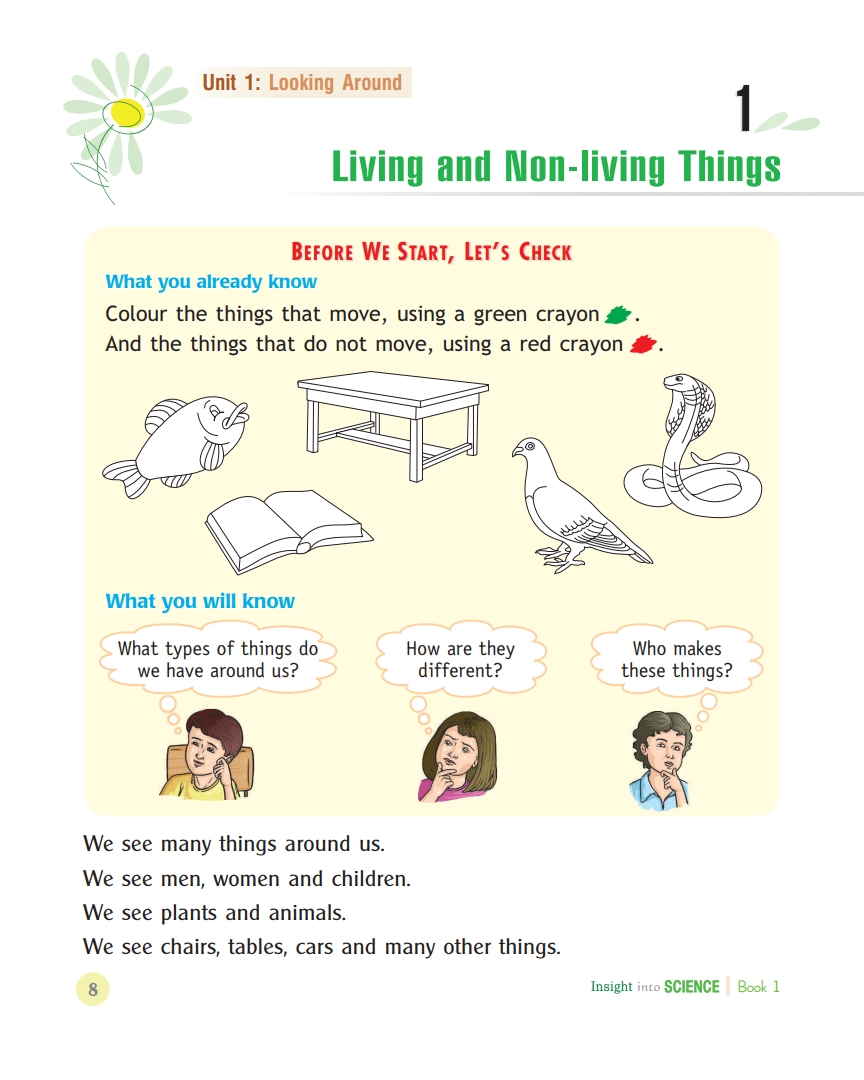 Unit 1: Looking Around
1
Living and Non-living Things
BEFORE WE START, LET'S CHECK
What you already know
Colour the things that move, using a green crayon .
And the things that do not move, using a red crayon .
What you will know
What types of things do
we have around us?
How are they
different?
Who makes
these things?
We see many things around us.
We see men, women and children.
We see plants and animals.
We see chairs, tables, cars and many other things.
8
Insight into SCIENCE Book 1